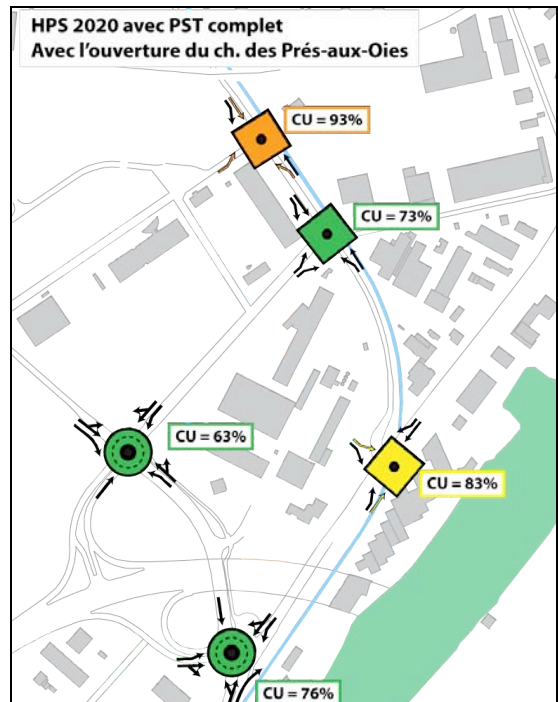 HPS 2020 avec PST complet
Avec l’ouverture du ch. des Prés-aux-Oies
CU = 93%
CU = 73%
CU = 63%
CU = 83%
CU = 76%